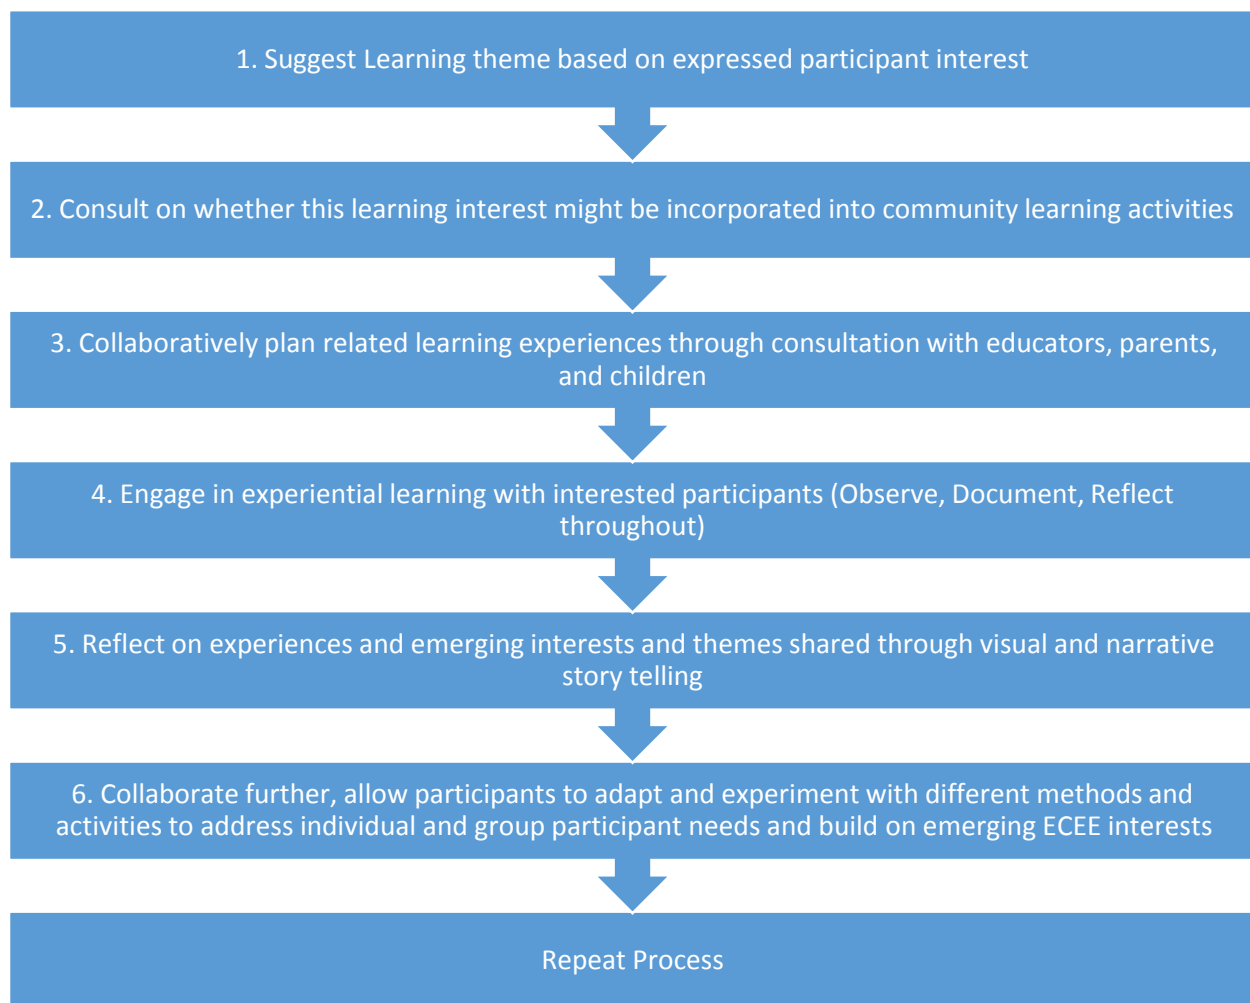 1. Suggest Learning theme based on expressed participant interest
2. Consult on whether this learning interest might be incorporated into community learning activities
3. Collaboratively plan related learning experiences through consultation with educators, parents,
and children
4. Engage in experiential learning with interested participants (Observe, Document, Reflect
throughout)
5. Reflect on experiences and emerging interests and themes shared through visual and narrative
story telling
6. Collaborate further, allow participants to adapt and experiment with different methods and
activities to address individual and group participant needs and build on emerging ECEE interests
Repeat Process